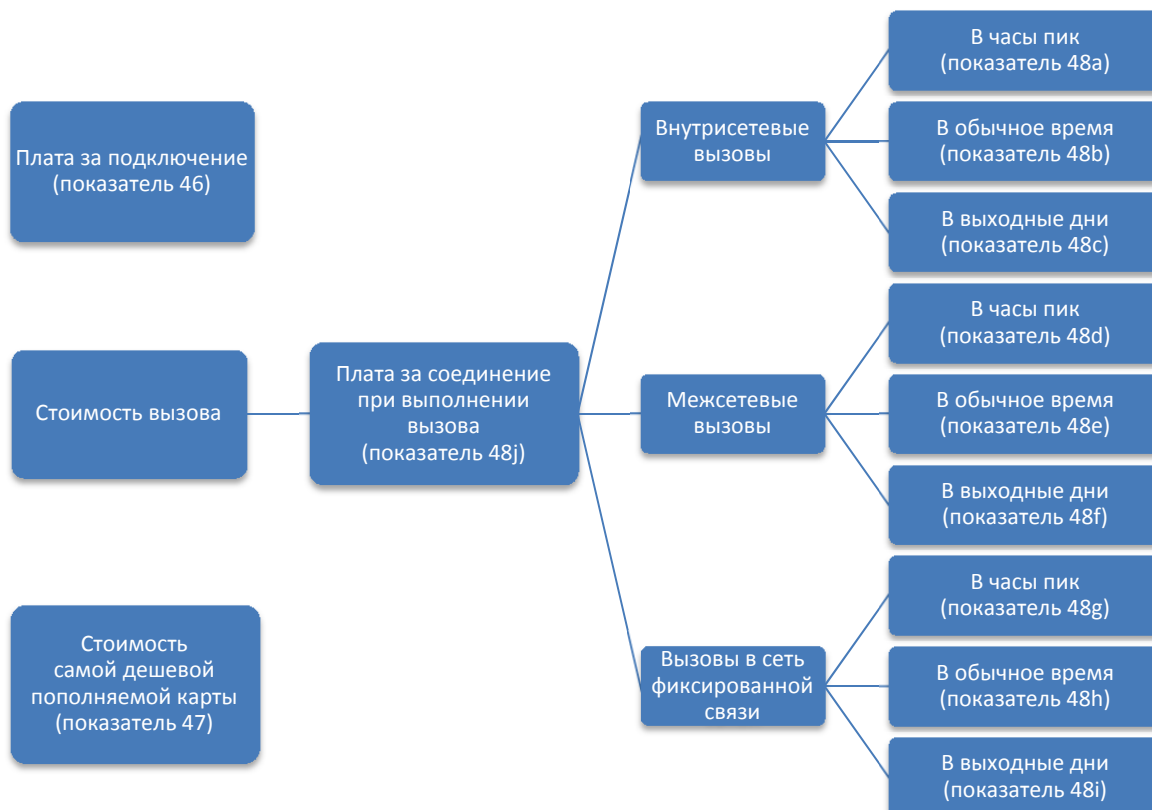 Плата за подключение
(показатель 46)
Стоимость вызова
Стоимость
самой дешевой
пополняемой карты
(показатель 47)
Плата за соединение
при выполнении
вызова
(показатель 48j)
Внутрисетевые
вызовы
В часы пик
(показатель 48a)
В обычное время
(показатель 48b)
В выходные дни
(показатель 48c)
Межсетевые
вызовы
В часы пик
(показатель 48d)
В обычное время
(показатель 48e)
В выходные дни
(показатель 48f)
Вызовы в сеть
фиксированной
связи
В часы пик
(показатель 48g)
В обычное время
(показатель 48h)
В выходные дни
(показатель 48i)